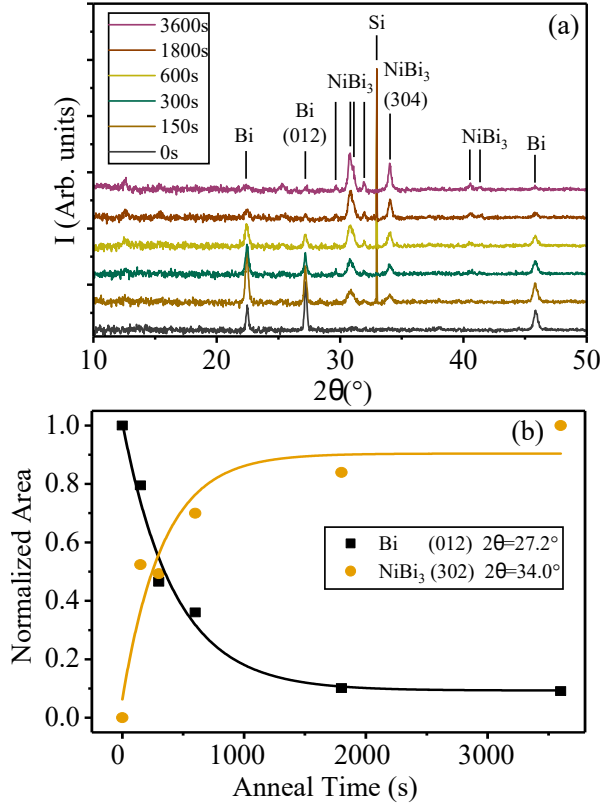 (a)
3600s
1800s
600s
300s
150s
0s
Si
NiBi₃
NiBi₃
(304)
Bi
Bi
(012)
NiBi₃
Bi
I (Arb. units)
10 20 30 40 50
2θ(°)
(b)
1.0
0.8
0.6
0.4
0.2
0.0
Normalized Area
Bi (012) 2θ=27.2°
NiBi₃ (302) 2θ=34.0°
0 1000 2000 3000
Anneal Time (s)